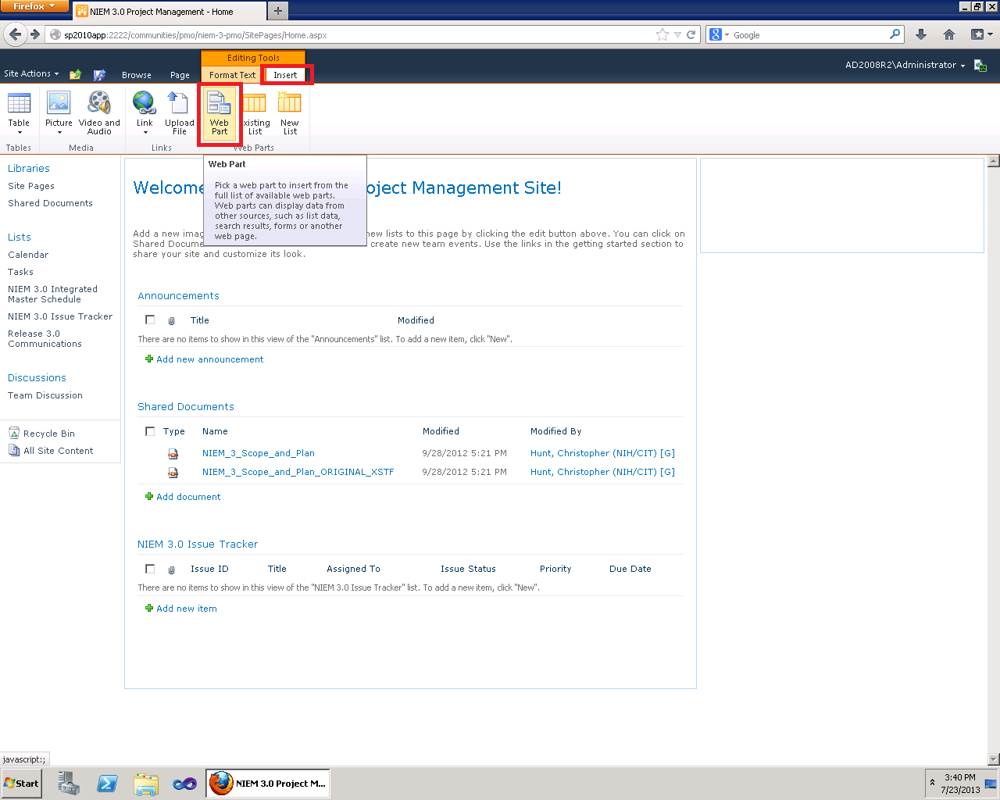 Firefox
NIEM 3.0 Project Management - Home
sp2010app:2222/communities/pmo/niem-3-pmo/SitePages/Home.aspx
Google
Editing Tools
Site Actions
Browse
Page
Format Text
Insert
AD2008R2\Administrator
Table
Picture
Video and
Audio
Link
Upload
File
Web
Part
xisting
List
New
List
Tables
Media
Links
Web Parts
Web Part
Pick a web part to insert from the
full list of available web parts.
Web parts can display data from
other sources, such as list data,
search results, forms or another
web page.
Libraries
Site Pages
Shared Documents
Lists
Calendar
Tasks
NIEM 3.0 Integrated
Master Schedule
NIEM 3.0 Issue Tracker
Release 3.0
Communications
Discussions
Team Discussion
Recycle Bin
All Site Content
Welcome oject Management Site!
Add a new imag new lists to this page by clicking the edit button above. You can click on
Shared Docum create new team events. Use the links in the getting started section to
share your site and customize its look.
Announcements
Title Modified
There are no items to show in this view of the "Announcements" list. To add a new item, click "New".
Add new announcement
Shared Documents
Type Name Modified Modified By
NIEM_3_Scope_and_Plan 9/28/2012 5:21 PM Hunt, Christopher (NIH/CIT) [G]
NIEM_3_Scope_and_Plan_ORIGINAL_XSTF 9/28/2012 5:21 PM Hunt, Christopher (NIH/CIT) [G]
Add document
NIEM 3.0 Issue Tracker
Issue ID Title Assigned To Issue Status Priority Due Date
There are no items to show in this view of the "NIEM 3.0 Issue Tracker" list. To add a new item, click "New".
Add new item
javascript:;
Start
NIEM 3.0 Project M...
3:40 PM
7/23/2013